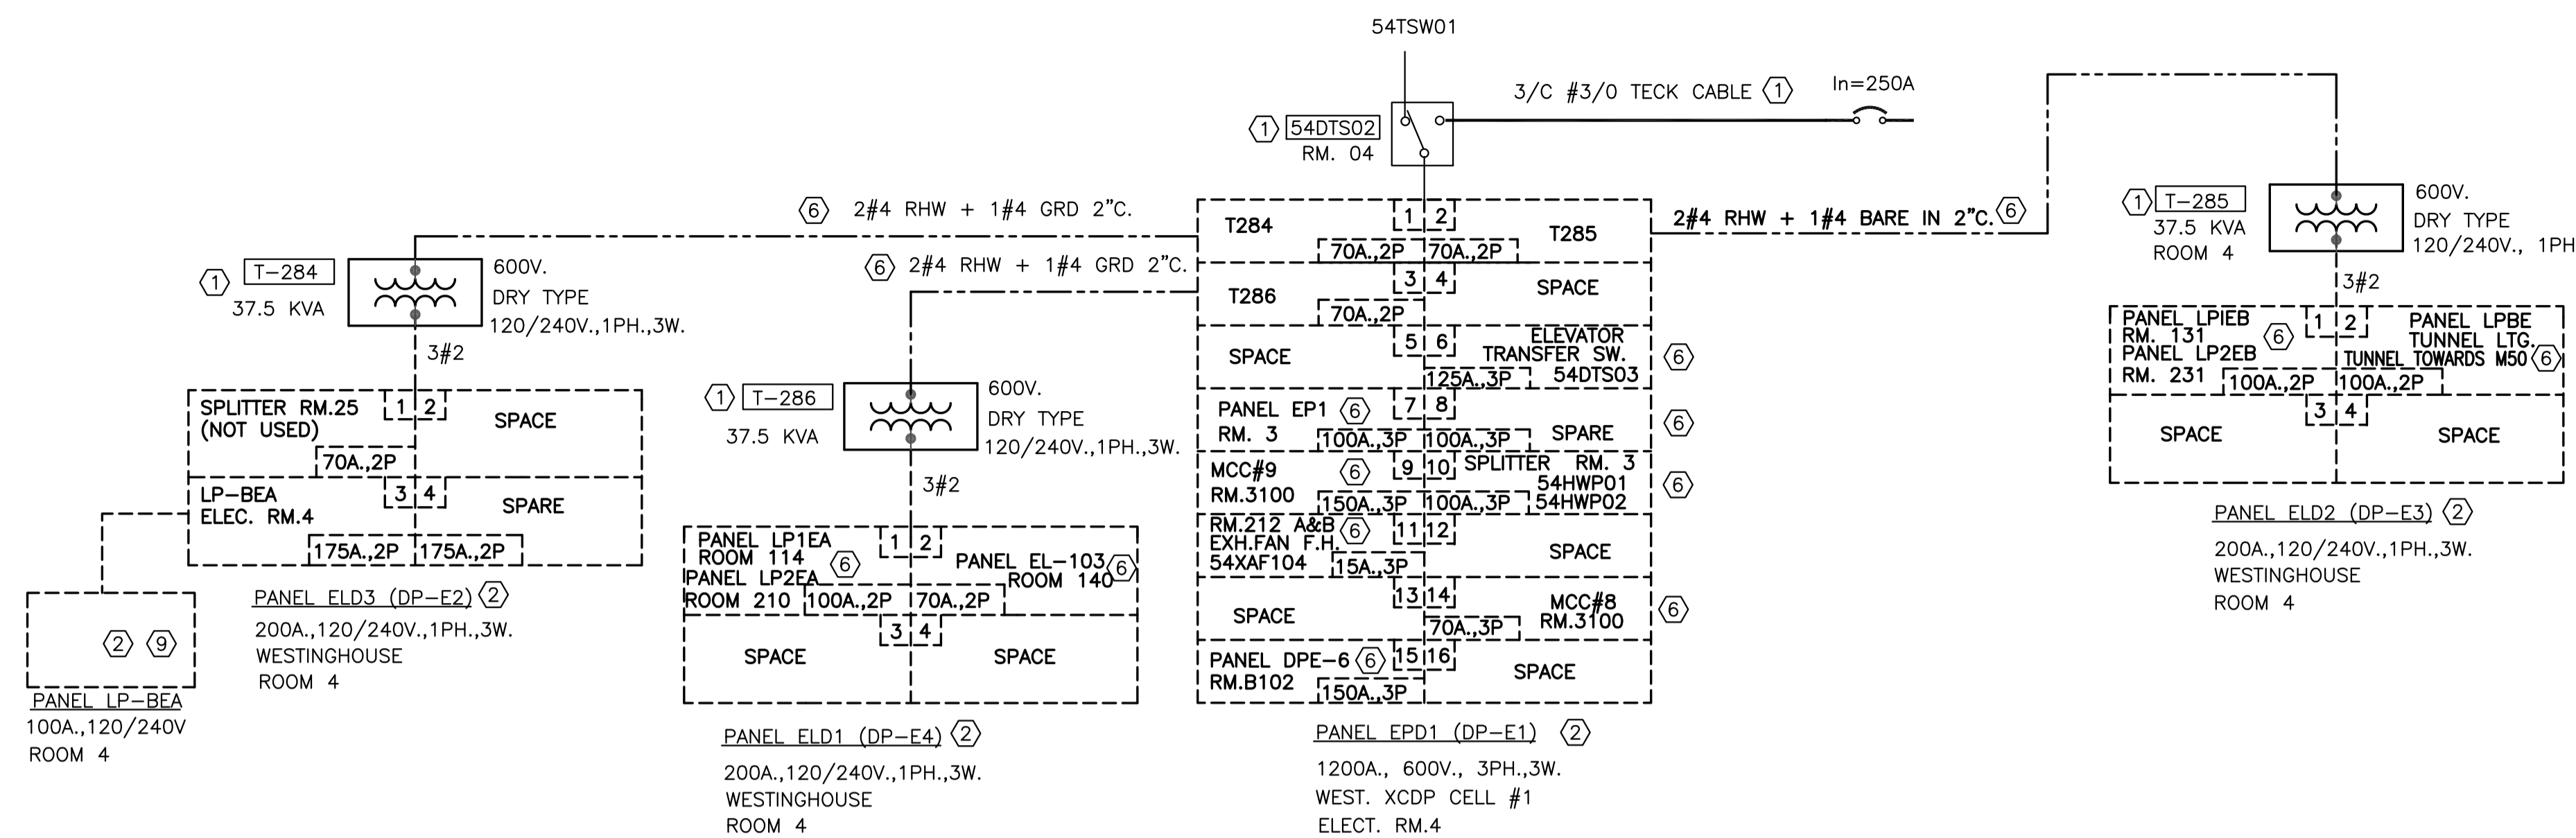 54TSW01
3/C #3/0 TECK CABLE 1
In=250A
1 54DTS02
RM. 04
6 2#4 RHW + 1#4 GRD 2"C.
6 2#4 RHW + 1#4 GRD 2"C.
2#4 RHW + 1#4 BARE IN 2"C. 6
1 T-284
37.5 KVA
600V.
DRY TYPE
120/240V.,1PH.,3W.
3#2
SPLITTER RM.25
(NOT USED)
1 2
SPACE
70A.,2P
LP-BEA
ELEC. RM.4
3 4
SPARE
175A.,2P 175A.,2P
PANEL ELD3 (DP-E2) 2
200A.,120/240V.,1PH.,3W.
WESTINGHOUSE
ROOM 4
2 9
PANEL LP-BEA
100A.,120/240V
ROOM 4
1 T-286
37.5 KVA
600V.
DRY TYPE
120/240V.,1PH.,3W.
3#2
PANEL LP1EA
ROOM 114
PANEL LP2EA
ROOM 210
6
1 2
PANEL EL-103
ROOM 140
6
100A.,2P 70A.,2P
3 4
SPACE
SPACE
PANEL ELD1 (DP-E4) 2
200A.,120/240V.,1PH.,3W.
WESTINGHOUSE
ROOM 4
T284
1 2
T285
70A.,2P 70A.,2P
T286
3 4
SPACE
70A.,2P
SPACE
5 6
ELEVATOR
TRANSFER SW.
54DTS03
125A.,3P
6
PANEL EP1 6
RM. 3
7 8
SPARE
100A.,3P 100A.,3P
6
MCC#9 6
RM.3100
9 10
SPLITTER RM. 3
54HWP01
54HWP02
150A.,3P 100A.,3P
6
RM.212 A&B
EXH.FAN F.H. 6
54XAF104
11 12
SPACE
15A.,3P
SPACE
13 14
MCC#8
RM.3100
70A.,3P
6
PANEL DPE-6 6
RM.B102
15 16
SPACE
150A.,3P
PANEL EPD1 (DP-E1) 2
1200A., 600V., 3PH.,3W.
WEST. XCDP CELL #1
ELECT. RM.4
1 T-285
37.5 KVA
ROOM 4
600V.
DRY TYPE
120/240V., 1PH
3#2
PANEL LPIEB
RM. 131
PANEL LP2EB
RM. 231
6
1 2
PANEL LPBE
TUNNEL LTG.
TUNNEL TOWARDS M50 6
100A.,2P 100A.,2P
3 4
SPACE
SPACE
PANEL ELD2 (DP-E3) 2
200A.,120/240V.,1PH.,3W.
WESTINGHOUSE
ROOM 4